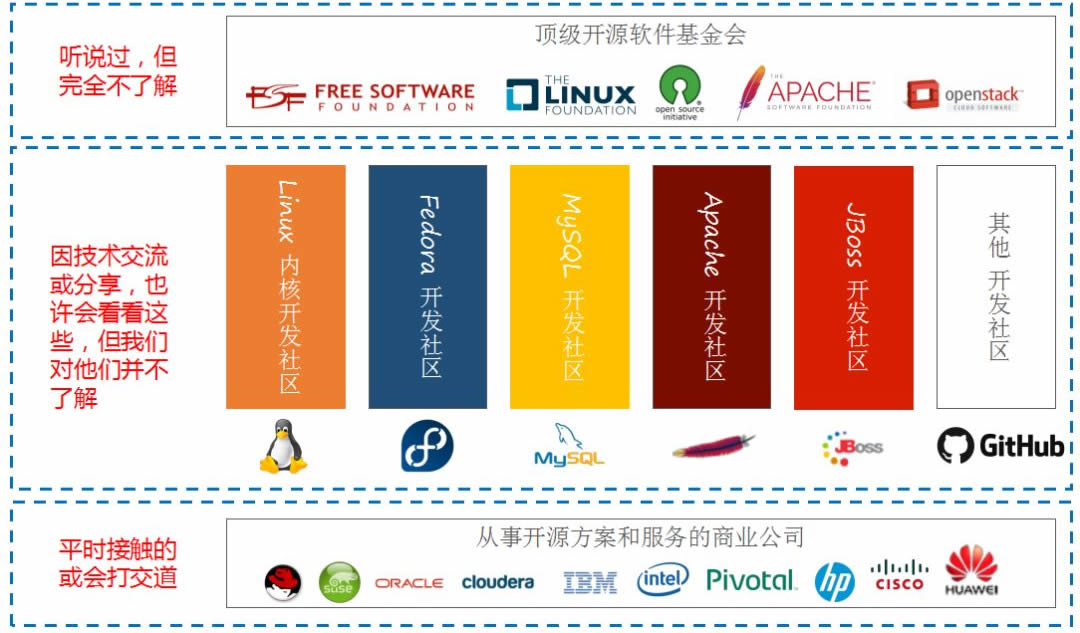 听说过，但
完全不了解
顶级开源软件基金会
FSF FREE SOFTWARE
FOUNDATION
THE
LINUX
FOUNDATION
open source
initiative
THE
APACHE
SOFTWARE FOUNDATION
openstack
CLOUD SOFTWARE
因技术交流
或分享，也
许会看看这
些，但我们
对他们并不
了解
Linux 内核开发社区
Fedora 开发社区
MySQL 开发社区
Apache 开发社区
JBoss 开发社区
其他 开发社区
MySQL
JBoss
GitHub
平时接触的
或会打交道
从事开源方案和服务的商业公司
suse
ORACLE
cloudera
IBM
intel
Pivotal
hp
CISCO
HUAWEI